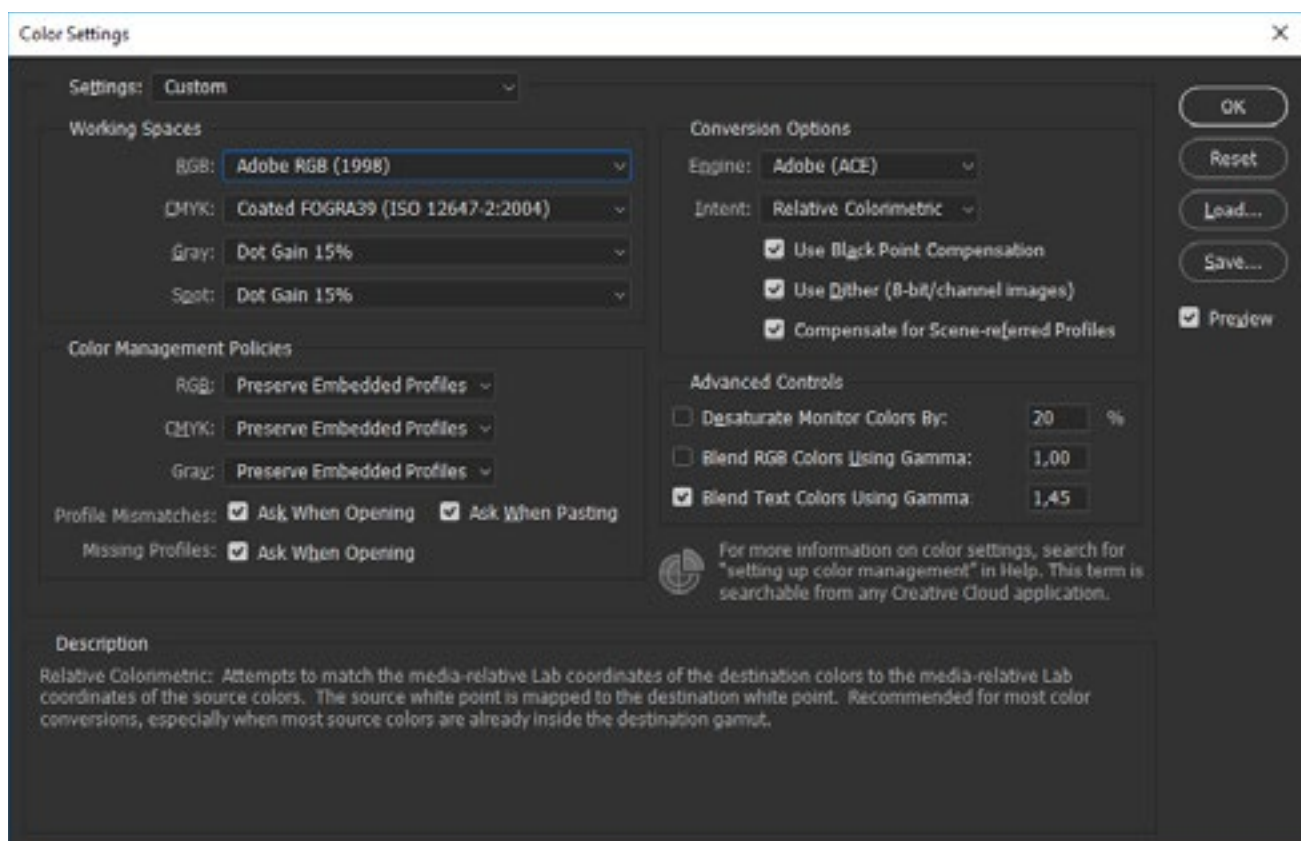 Color Settings
Settings: Custom
Working Spaces
RGB: Adobe RGB (1998)
CMYK: Coated FOGRA39 (ISO 12647-2:2004)
Gray: Dot Gain 15%
Spot: Dot Gain 15%
Color Management Policies
RGB: Preserve Embedded Profiles
CMYK: Preserve Embedded Profiles
Gray: Preserve Embedded Profiles
Profile Mismatches: Ask When Opening Ask When Pasting
Missing Profiles: Ask When Opening
Conversion Options
Engine: Adobe (ACE)
Intent: Relative Colorimetric
Use Black Point Compensation
Use Dither (8-bit/channel images)
Compensate for Scene-referred Profiles
Advanced Controls
Desaturate Monitor Colors By: 20 %
Blend RGB Colors Using Gamma: 1,00
Blend Text Colors Using Gamma 1,45
For more information on color settings, search for
"setting up color management" in Help. This term is
searchable from any Creative Cloud application.
OK
Reset
Load...
Save...
Preview
Description
Relative Colorimetric: Attempts to match the media-relative Lab coordinates of the destination colors to the media-relative Lab
coordinates of the source colors. The source white point is mapped to the destination white point. Recommended for most color
conversions, especially when most source colors are already inside the destination gamut.